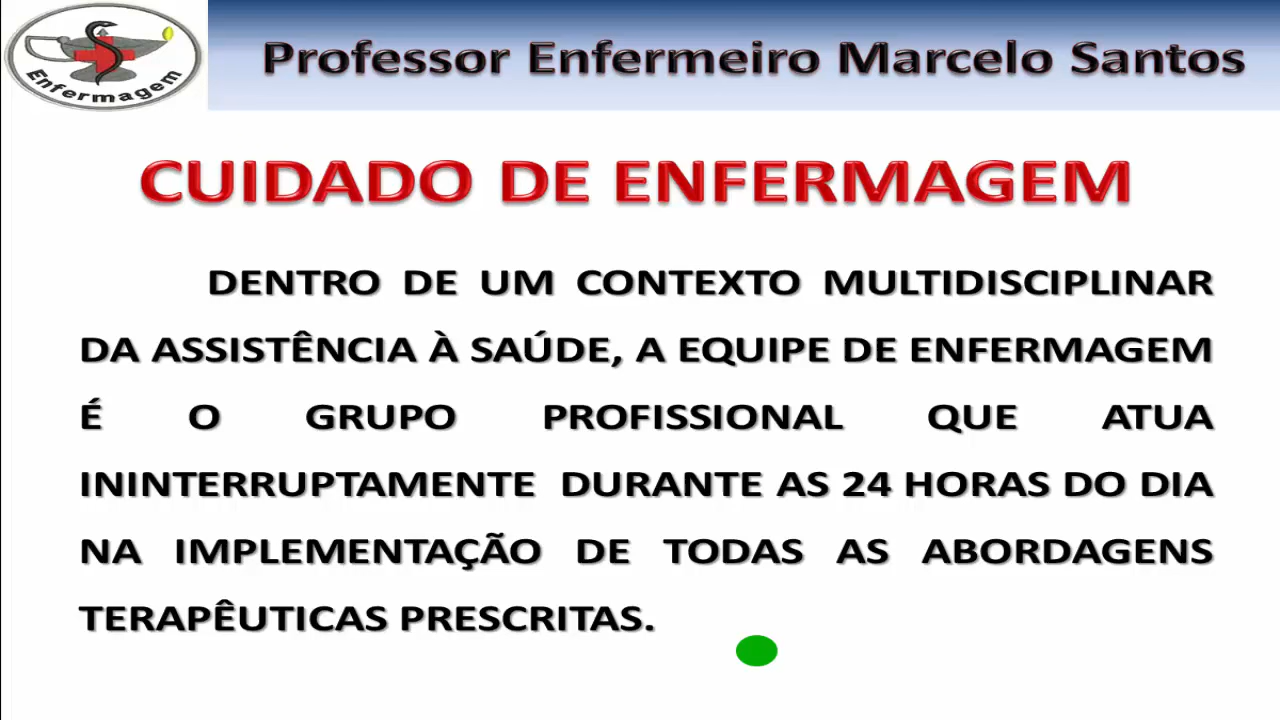 Enfermagem
Professor Enfermeiro Marcelo Santos
CUIDADO DE ENFERMAGEM
DENTRO DE UM CONTEXTO MULTIDISCIPLINAR
DA ASSISTÊNCIA À SAÚDE, A EQUIPE DE ENFERMAGEM
É O GRUPO PROFISSIONAL QUE ATUA
ININTERRUPTAMENTE DURANTE AS 24 HORAS DO DIA
NA IMPLEMENTAÇÃO DE TODAS AS ABORDAGENS
TERAPÊUTICAS PRESCRITAS.